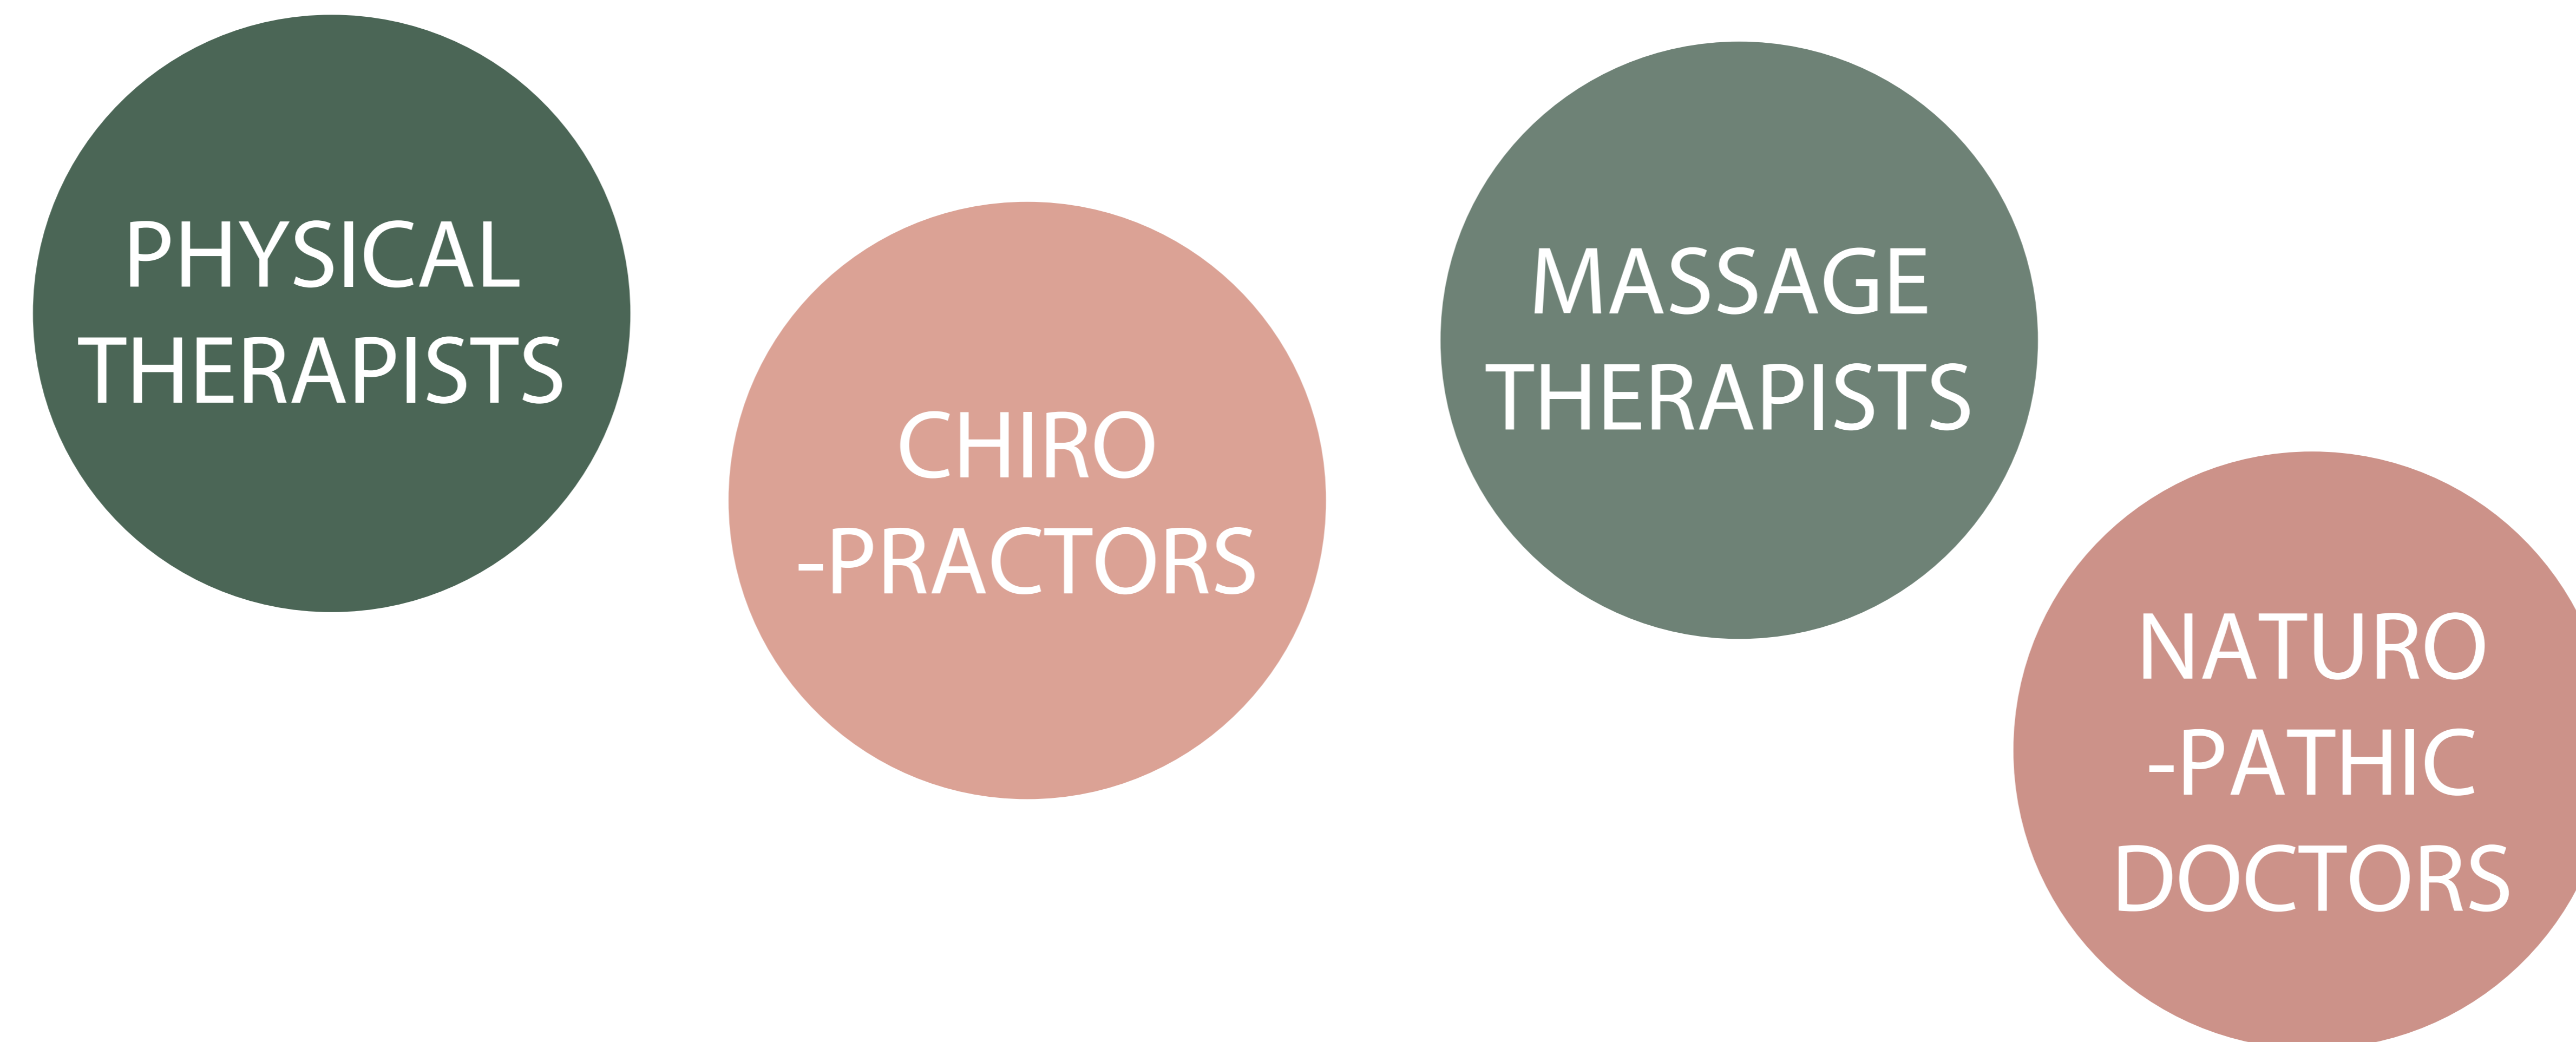 PHYSICAL
THERAPISTS
CHIRO
-PRACTORS
MASSAGE
THERAPISTS
NATURO
-PATHIC
DOCTORS